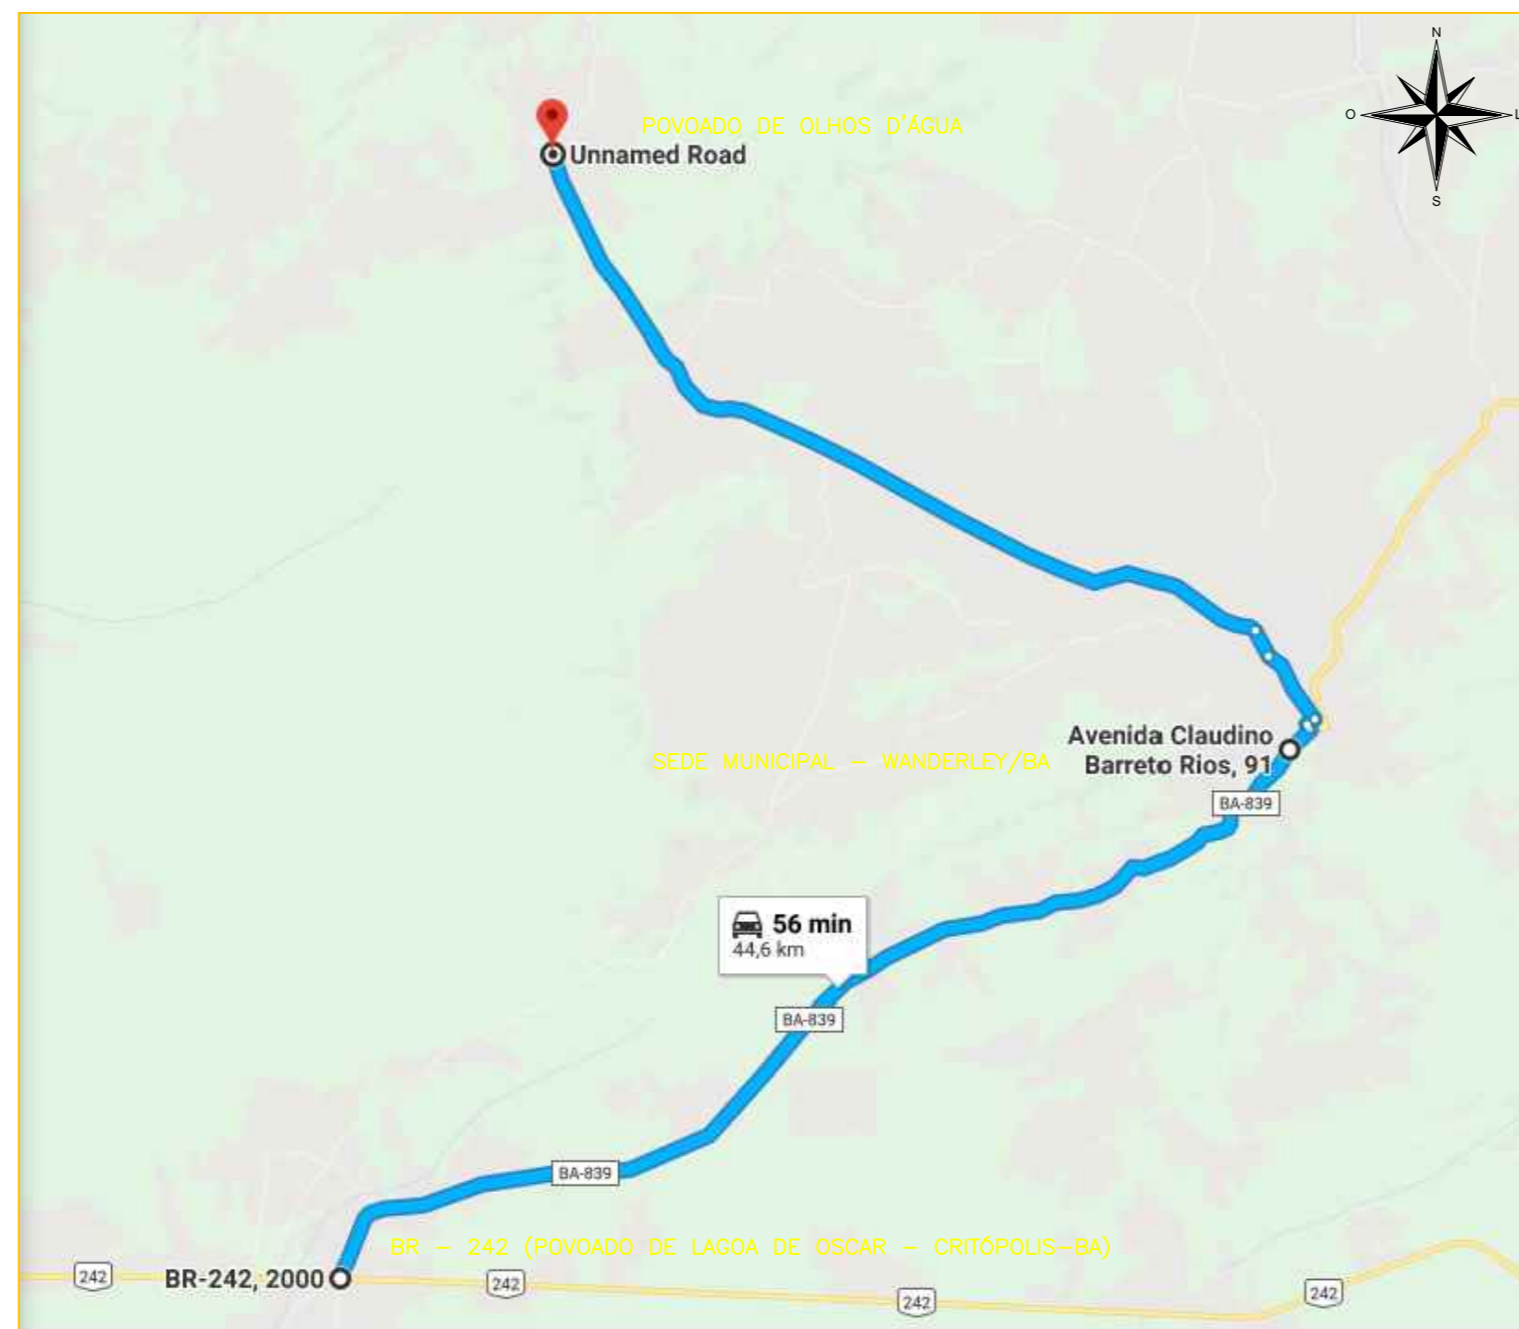 N
O
L
S
POVOADO DE OLHOS D'ÁGUA
Unnamed Road
Avenida Claudino
Barreto Rios, 91
SEDE MUNICIPAL - WANDERLEY/BA
BA-839
56 min
44,6 km
BA-839
BA-839
BR - 242 (POVOADO DE LAGOA DE OSCAR - CRITÓPOLIS-BA)
242
BR-242, 2000
242
242
242